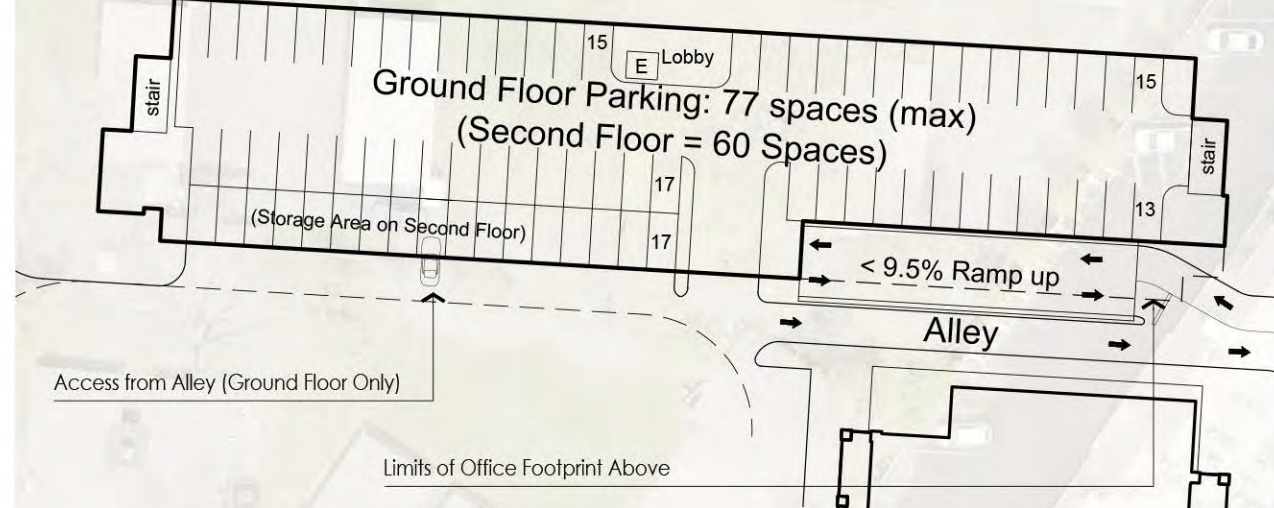 15
E
Lobby
15
stair
Ground Floor Parking: 77 spaces (max)
(Second Floor = 60 Spaces)
stair
17
13
(Storage Area on Second Floor)
17
< 9.5% Ramp up
Alley
Access from Alley (Ground Floor Only)
Limits of Office Footprint Above